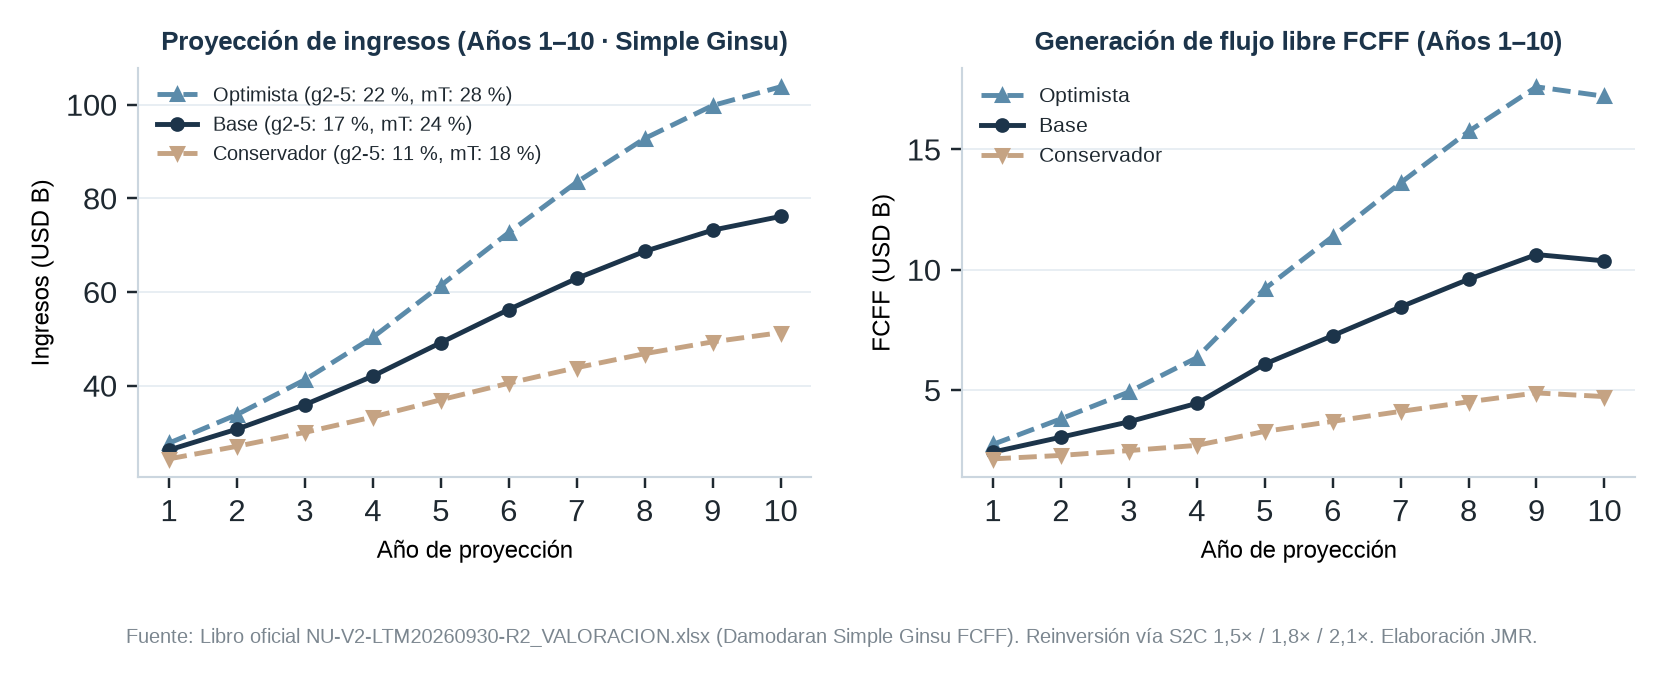 Proyección de ingresos (Años 1–10 · Simple Ginsu)
Optimista (g2-5: 22 %, mT: 28 %)
Base (g2-5: 17 %, mT: 24 %)
Conservador (g2-5: 11 %, mT: 18 %)
Ingresos (USD B)
100
80
60
40
1 2 3 4 5 6 7 8 9 10
Año de proyección
Generación de flujo libre FCFF (Años 1–10)
Optimista
Base
Conservador
FCFF (USD B)
15
10
5
1 2 3 4 5 6 7 8 9 10
Año de proyección
Fuente: Libro oficial NU-V2-LTM20260930-R2_VALORACION.xlsx (Damodaran Simple Ginsu FCFF). Reinversión vía S2C 1,5× / 1,8× / 2,1×. Elaboración JMR.